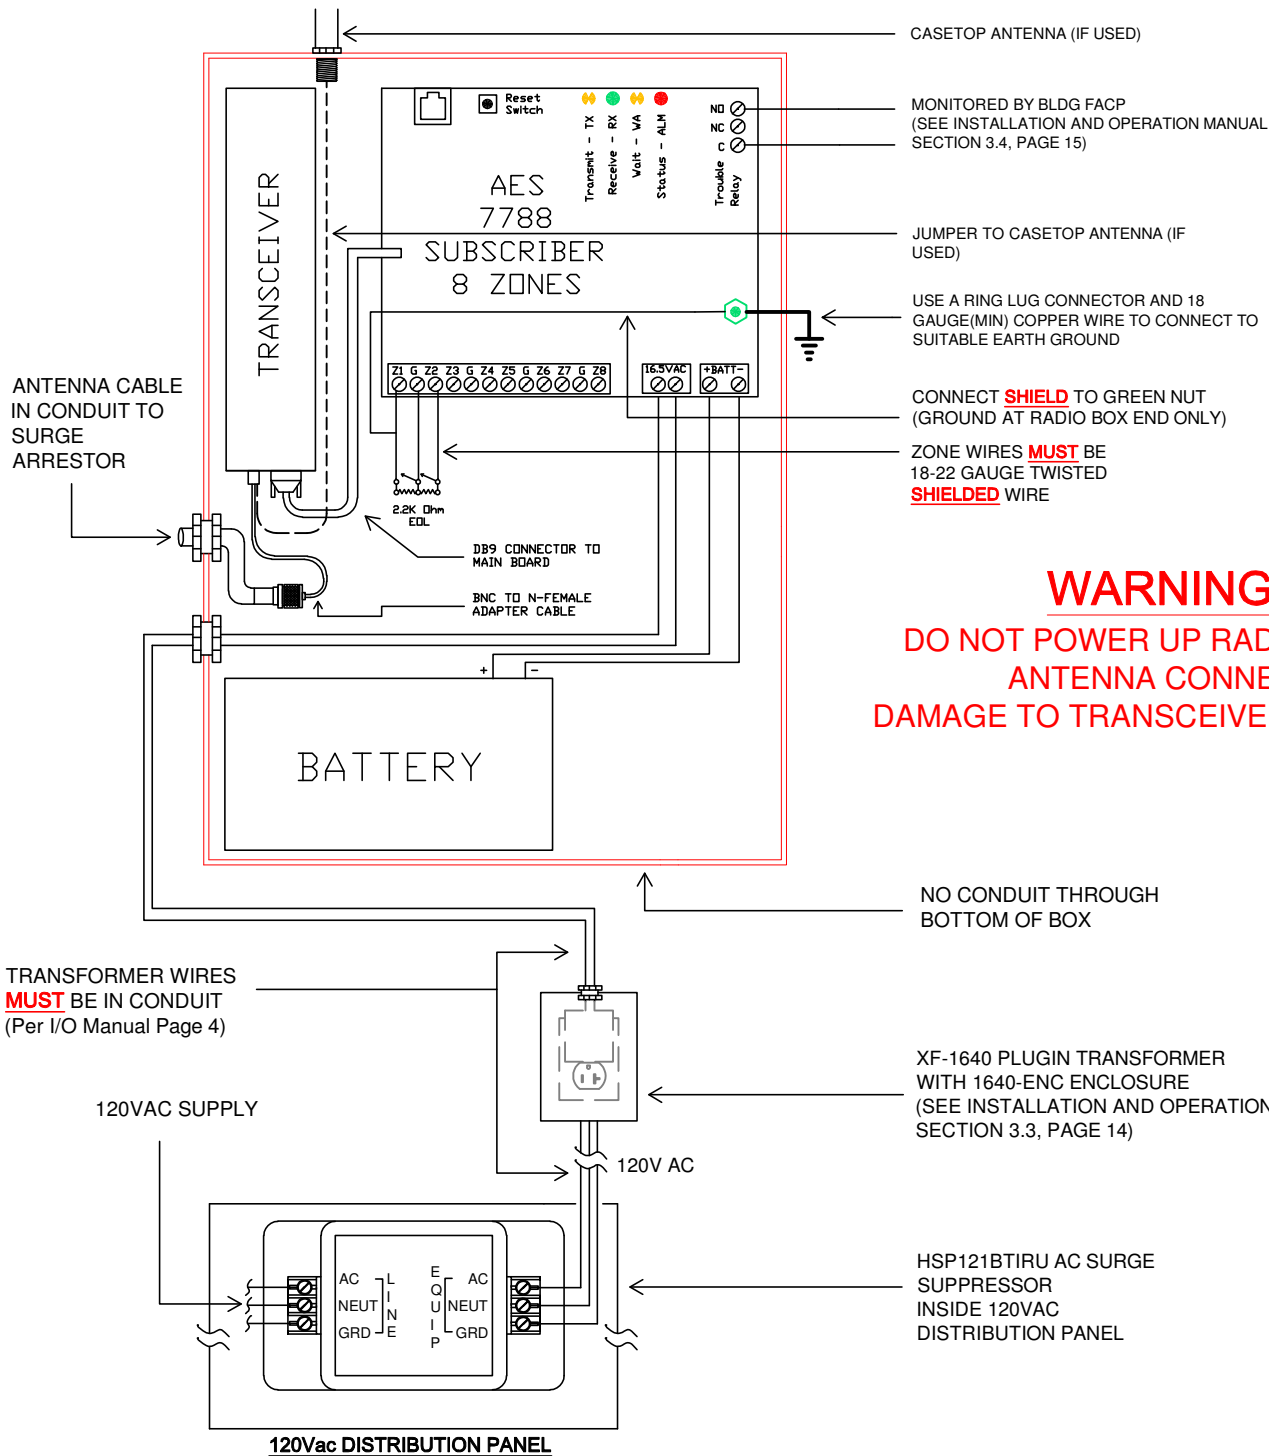 CASETOP ANTENNA (IF USED)
MONITORED BY BLDG FACP
(SEE INSTALLATION AND OPERATION MANUAL
SECTION 3.4, PAGE 15)
JUMPER TO CASETOP ANTENNA (IF
USED)
USE A RING LUG CONNECTOR AND 18
GAUGE(MIN) COPPER WIRE TO CONNECT TO
SUITABLE EARTH GROUND
CONNECT SHIELD TO GREEN NUT
(GROUND AT RADIO BOX END ONLY)
ZONE WIRES MUST BE
18-22 GAUGE TWISTED
SHIELDED WIRE
Reset
Switch
Transmit - TX
Receive - RX
Wait - WA
Status - ALM
NO
NC
C
Trouble
Relay
TRANSCEIVER
AES
7788
SUBSCRIBER
8 ZONES
Z1 G Z2 Z3 G Z4 Z5 G Z6 Z7 G Z8
16.5VAC
+BATT-
2.2K Ohm
EOL
ANTENNA CABLE
IN CONDUIT TO
SURGE
ARRESTOR
DB9 CONNECTOR TO
MAIN BOARD
BNC TO N-FEMALE
ADAPTER CABLE
WARNING
DO NOT POWER UP RAD
ANTENNA CONNE
DAMAGE TO TRANSCEIVE
+ -
BATTERY
NO CONDUIT THROUGH
BOTTOM OF BOX
TRANSFORMER WIRES
MUST BE IN CONDUIT
(Per I/O Manual Page 4)
XF-1640 PLUGIN TRANSFORMER
WITH 1640-ENC ENCLOSURE
(SEE INSTALLATION AND OPERATION
SECTION 3.3, PAGE 14)
120VAC SUPPLY
120V AC
AC
NEUT
GRD
LINE
EQUIP
AC
NEUT
GRD
HSP121BTIRU AC SURGE
SUPPRESSOR
INSIDE 120VAC
DISTRIBUTION PANEL
120Vac DISTRIBUTION PANEL